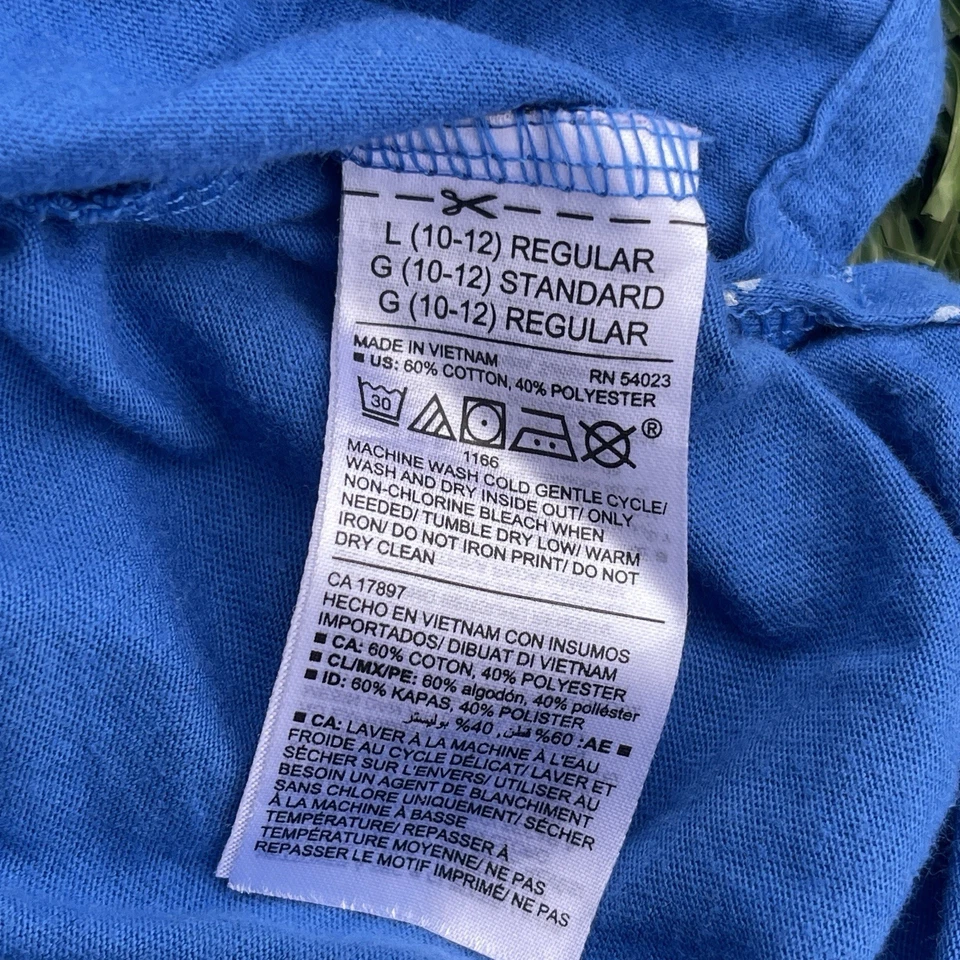 L (10-12) REGULAR
G (10-12) STANDARD
G (10-12) REGULAR
MADE IN VIETNAM
RN 54023
■ US: 60% COTTON, 40% POLYESTER
30
®
1166
MACHINE WASH COLD GENTLE CYCLE/
WASH AND DRY INSIDE OUT/ ONLY
NON-CHLORINE BLEACH WHEN
NEEDED/ TUMBLE DRY LOW/ WARM
IRON/ DO NOT IRON PRINT/ DO NOT
DRY CLEAN
CA 17897
HECHO EN VIETNAM CON INSUMOS
IMPORTADOS/ DIBUAT DI VIETNAM
■ CA: 60% COTON, 40% POLYESTER
■ CL/MX/PE: 60% algodón, 40% poliéster
■ ID: 60% KAPAS, 40% POLISTER
■ AE: 60% قطن, 40% بوليستر
■ CA: LAVER À LA MACHINE À L'EAU
FROIDE AU CYCLE DÉLICAT/ LAVER ET
SÉCHER SUR L'ENVERS/ UTILISER AU
BESOIN UN AGENT DE BLANCHIMENT
SANS CHLORE UNIQUEMENT/ SÉCHER
À LA MACHINE À BASSE
TEMPÉRATURE/ REPASSER À
TEMPÉRATURE MOYENNE/ NE PAS
REPASSER LE MOTIF IMPRIMÉ/ NE PAS